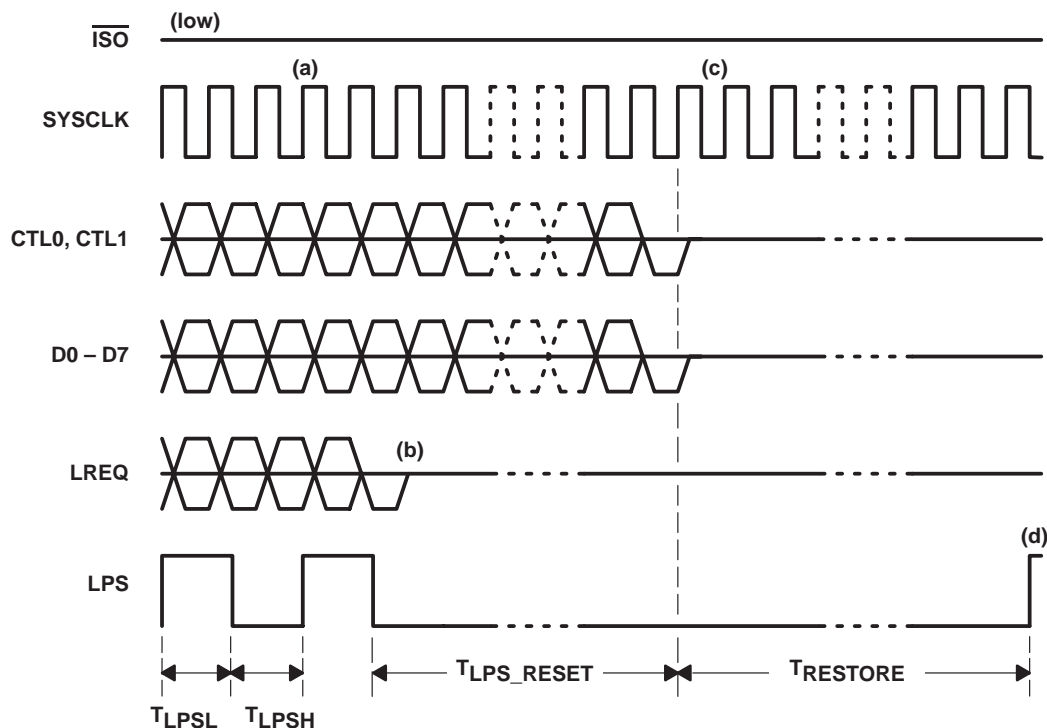 (low)
ISO
(a)
(c)
SYSCLK
CTL0, CTL1
D0 – D7
(b)
LREQ
(d)
LPS
TLPS_RESET
TRESTORE
TLPSL
TLPSH